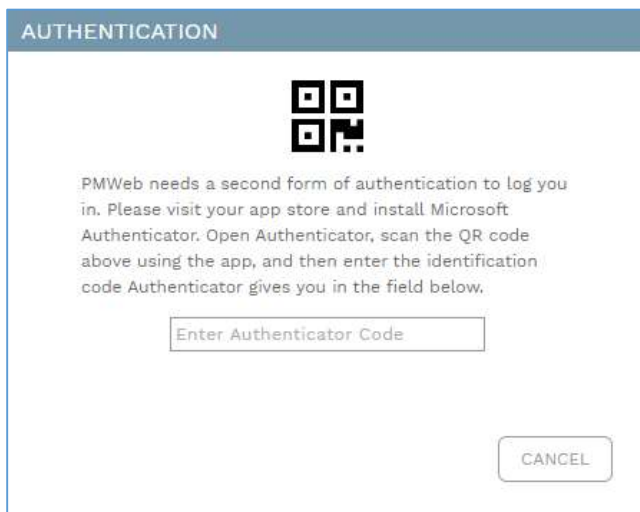 AUTHENTICATION
PMWeb needs a second form of authentication to log you
in. Please visit your app store and install Microsoft
Authenticator. Open Authenticator, scan the QR code
above using the app, and then enter the identification
code Authenticator gives you in the field below.
Enter Authenticator Code
CANCEL